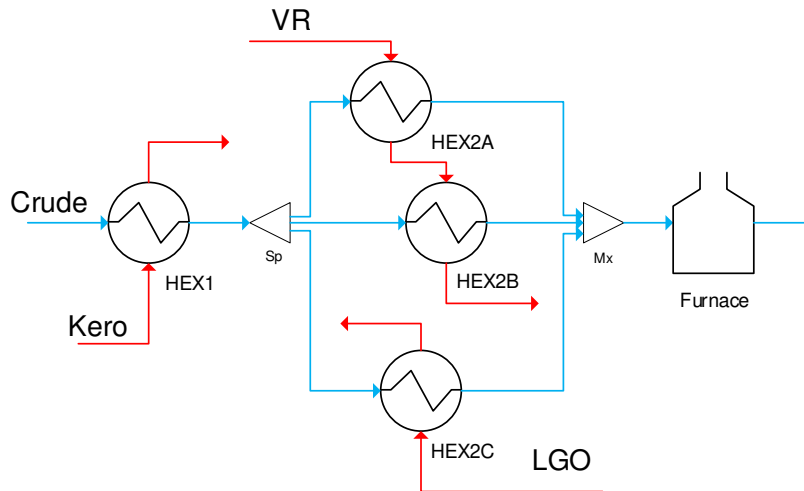 VR
HEX2A
Crude
HEX1
Sp
HEX2B
Mx
Furnace
Kero
HEX2C
LGO